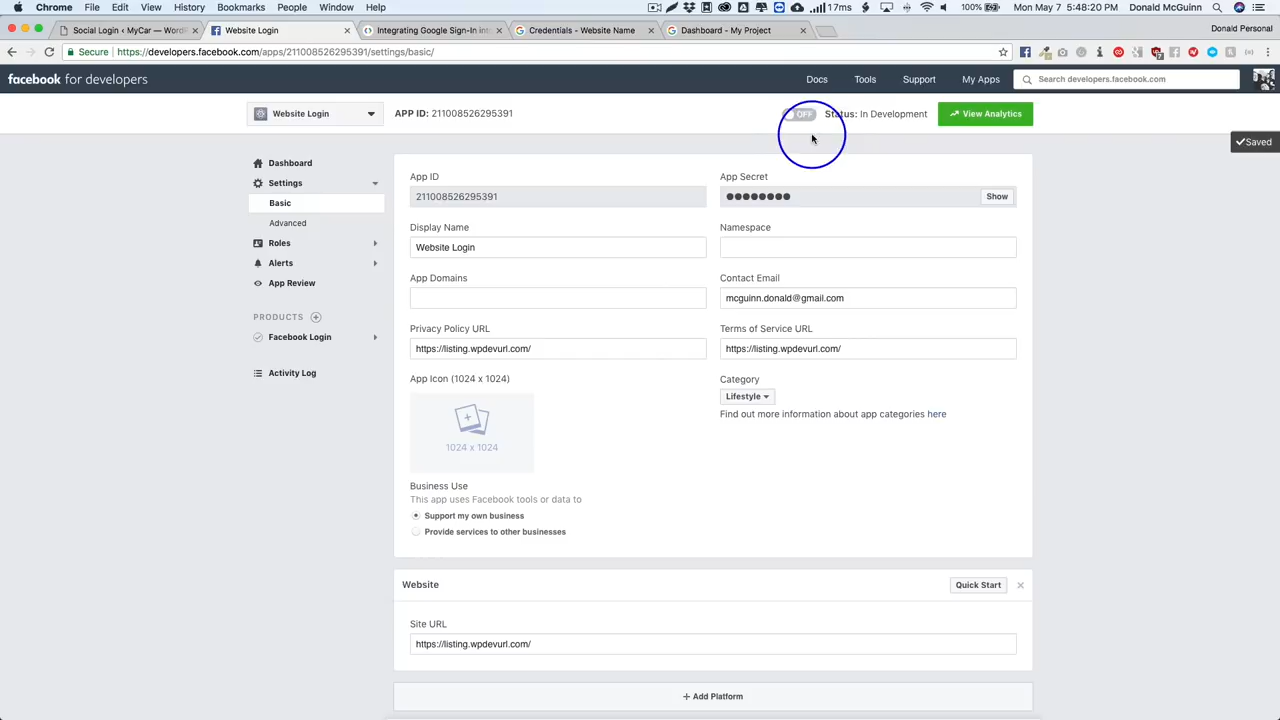 Chrome File Edit View History Bookmarks People Window Help 17ms 100% Mon May 7 5:48:20 PM Donald McGuinn
Social Login ‹ MyCar — WordP
Website Login
Integrating Google Sign-In into
Credentials - Website Name
Dashboard - My Project
Donald Personal
Secure https://developers.facebook.com/apps/211008526295391/settings/basic/
facebook for developers
Docs Tools Support My Apps Search developers.facebook.com
Website Login APP ID: 211008526295391 OFF Status: In Development View Analytics
Saved
Dashboard
Settings
Basic
Advanced
Roles
Alerts
App Review
PRODUCTS
Facebook Login
Activity Log
App ID
211008526295391
App Secret
Show
Display Name
Website Login
Namespace
App Domains
Contact Email
mcguinn.donald@gmail.com
Privacy Policy URL
https://listing.wpdevurl.com/
Terms of Service URL
https://listing.wpdevurl.com/
App Icon (1024 x 1024)
1024 x 1024
Category
Lifestyle
Find out more information about app categories here
Business Use
This app uses Facebook tools or data to
Support my own business
Provide services to other businesses
Website
Quick Start
Site URL
https://listing.wpdevurl.com/
+ Add Platform